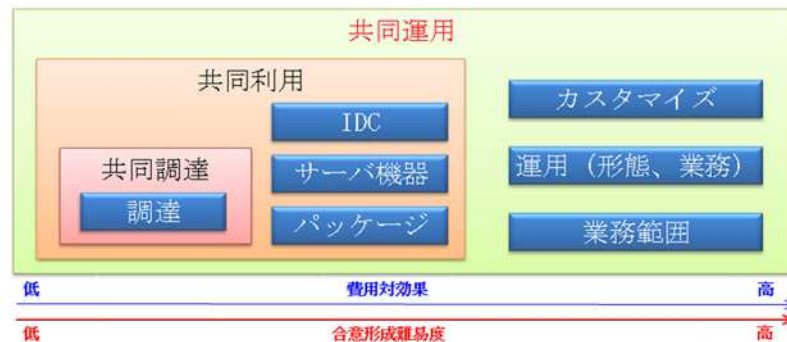 共同運用
共同利用
IDC
カスタマイズ
共同調達
サーバ機器
運用（形態、業務）
調達
パッケージ
業務範囲
低 費用対効果 高
低 合意形成難易度 高